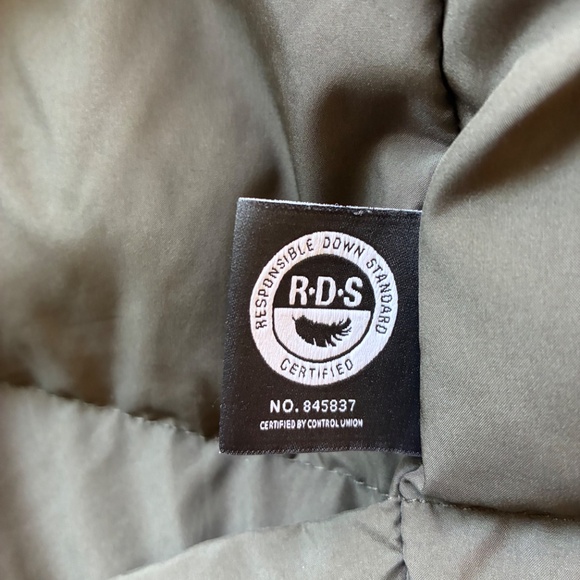 RESPONSIBLE DOWN STANDARD
R·D·S
CERTIFIED
NO. 845837
CERTIFIED BY CONTROL UNION